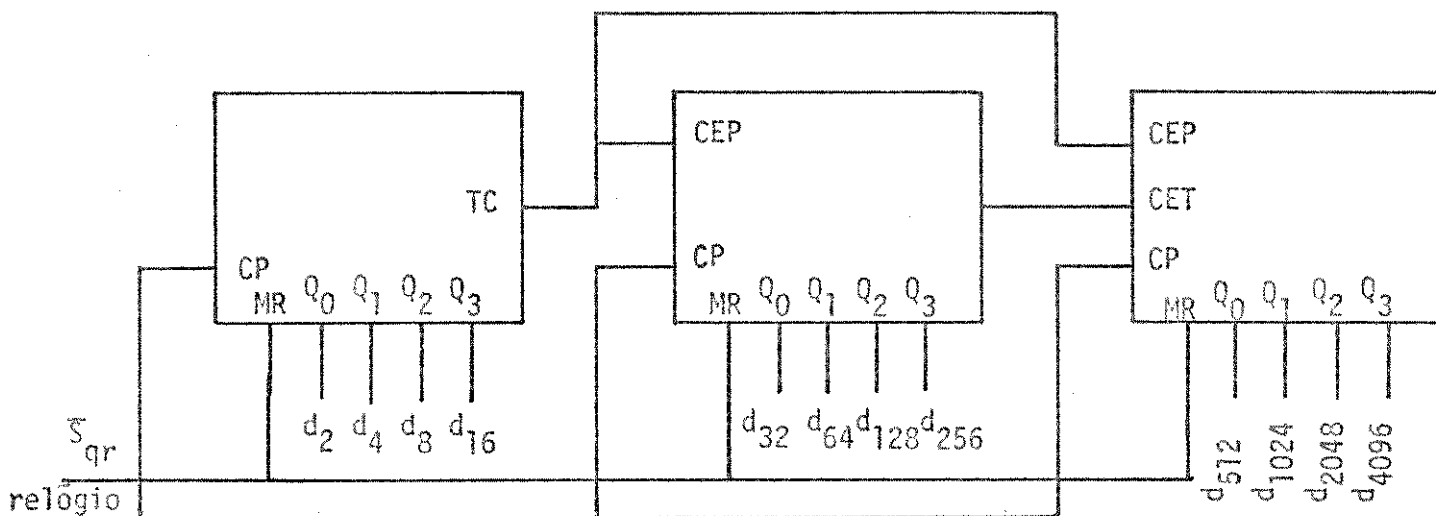 CEP
CEP
TC
CET
CP
CP
CP
MR Q0 Q1 Q2 Q3
MR Q0 Q1 Q2 Q3
MR Q0 Q1 Q2 Q3
d2 d4 d8 d16
d32 d64 d128 d256
d512 d1024 d2048 d4096
S̅qr
relógio